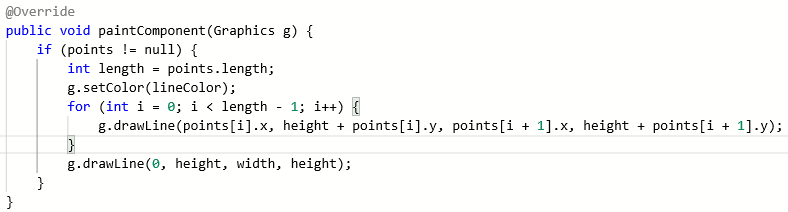 @Override
public void paintComponent(Graphics g) {
    if (points != null) {
        int length = points.length;
        g.setColor(lineColor);
        for (int i = 0; i < length - 1; i++) {
            g.drawLine(points[i].x, height + points[i].y, points[i + 1].x, height + points[i + 1].y);
        }
        g.drawLine(0, height, width, height);
    }
}